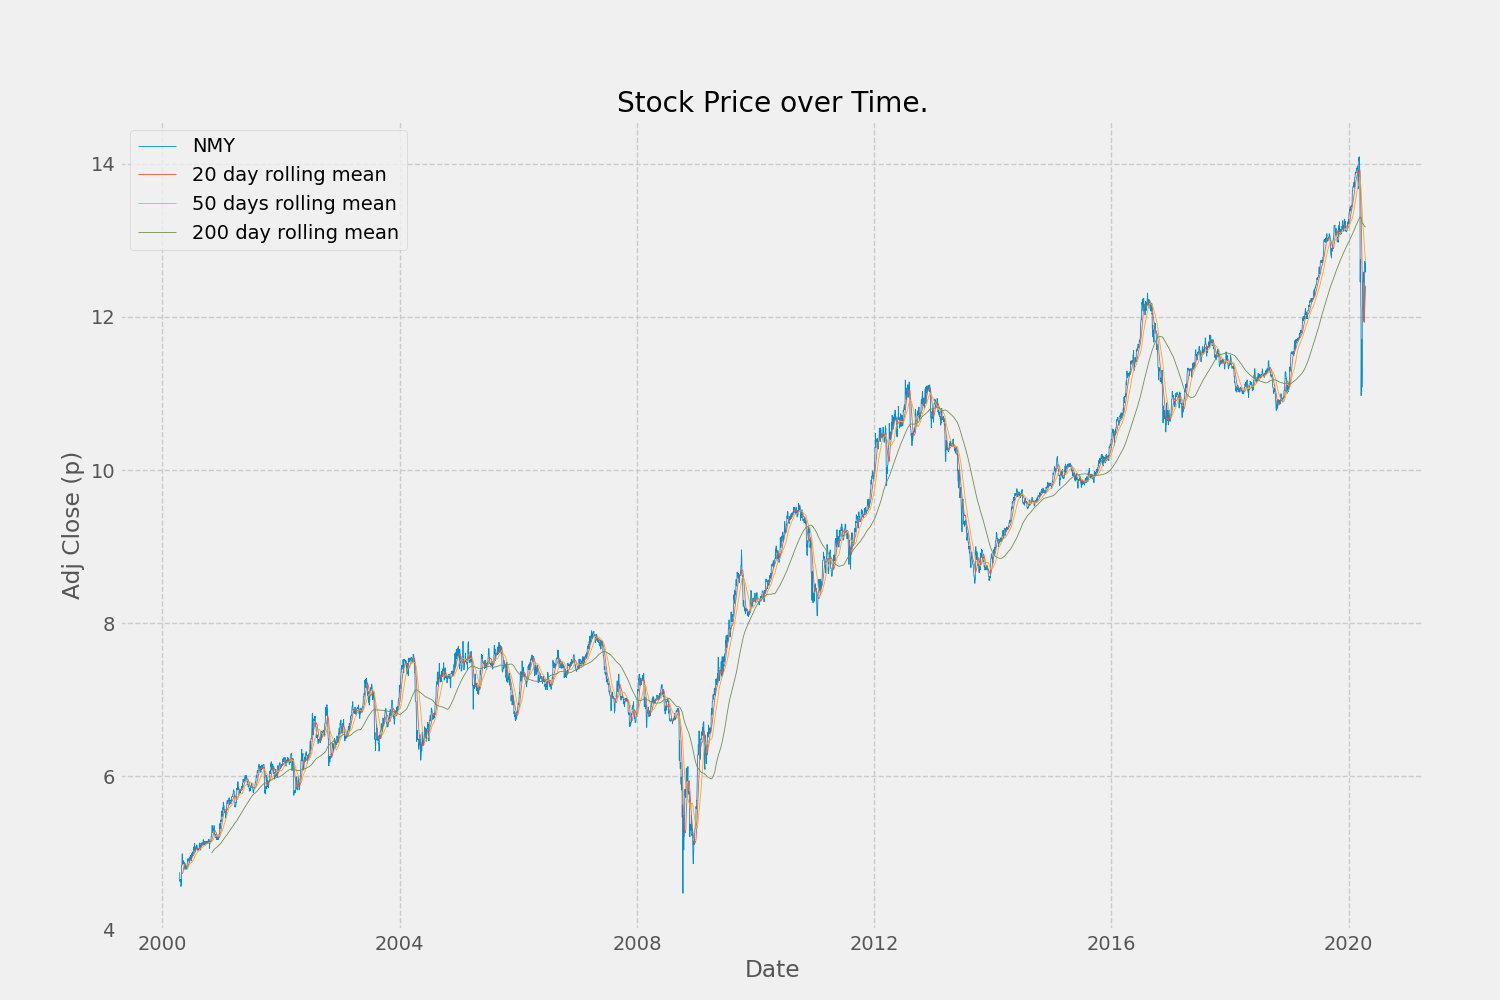 Stock Price over Time.
NMY
20 day rolling mean
50 days rolling mean
200 day rolling mean
14
12
10
8
6
4
Adj Close (p)
2000 2004 2008 2012 2016 2020
Date